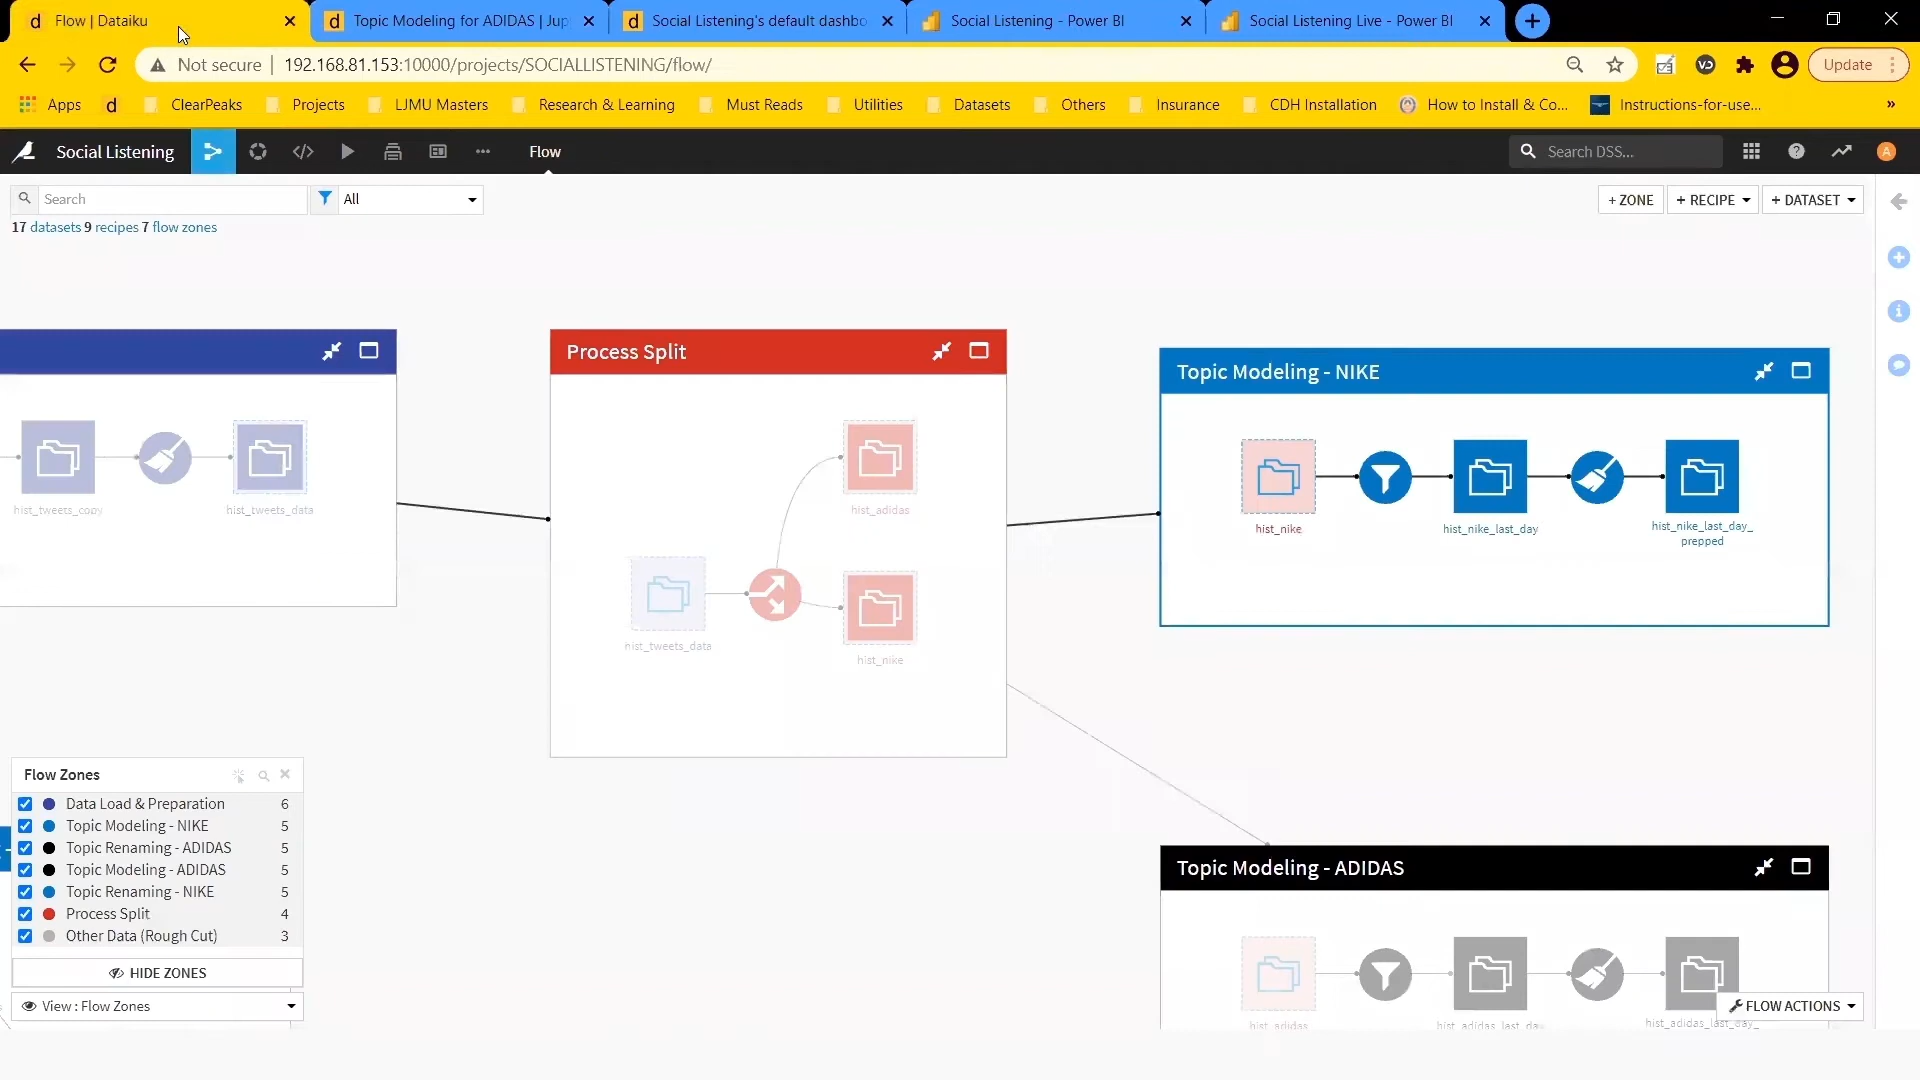 Flow | Dataiku
Topic Modeling for ADIDAS | Jup
Social Listening's default dashbo
Social Listening - Power BI
Social Listening Live - Power BI
Not secure
192.168.81.153:10000/projects/SOCIALLISTENING/flow/
Update
Apps
ClearPeaks
Projects
LJMU Masters
Research & Learning
Must Reads
Utilities
Datasets
Others
Insurance
CDH Installation
How to Install & Co...
Instructions-for-use...
»
Social Listening
Flow
Search DSS...
A
Search
All
+ ZONE
+ RECIPE
+ DATASET
17 datasets 9 recipes 7 flow zones
hist_tweets_copy
hist_tweets_data
Process Split
hist_adidas
hist_tweets_data
hist_nike
Topic Modeling - NIKE
hist_nike
hist_nike_last_day
hist_nike_last_day_
prepped
Topic Modeling - ADIDAS
hist_adidas
hist_adidas_last_day
hist_adidas_last_day_
Flow Zones
Data Load & Preparation 6
Topic Modeling - NIKE 5
Topic Renaming - ADIDAS 5
Topic Modeling - ADIDAS 5
Topic Renaming - NIKE 5
Process Split 4
Other Data (Rough Cut) 3
HIDE ZONES
View : Flow Zones
FLOW ACTIONS